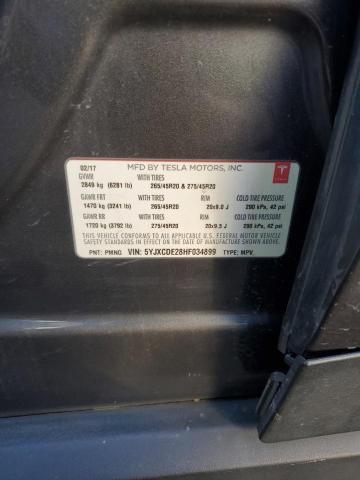 02/17 MFD BY TESLA MOTORS, INC.
GVWR WITH TIRES
2849 kg (6281 lb) 265/45R20 & 275/45R20
GAWR FRT WITH TIRES RIM COLD TIRE PRESSURE
1470 kg (3241 lb) 265/45R20 20x9.0 J 290 kPa, 42 psi
GAWR RR WITH TIRES RIM COLD TIRE PRESSURE
1720 kg (3792 lb) 275/45R20 20x9.5 J 290 kPa, 42 psi
THIS VEHICLE CONFORMS TO ALL APPLICABLE U.S. FEDERAL MOTOR
VEHICLE SAFETY STANDARDS IN EFFECT ON THE DATE OF
MANUFACTURE SHOWN ABOVE.
PNT: PMNG VIN: 5YJXCDE28HF034899 TYPE: MPV